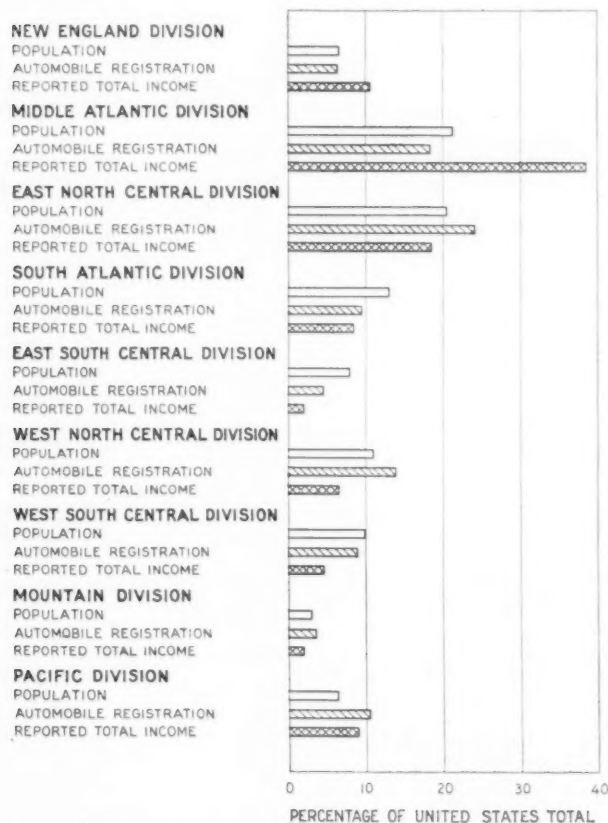 NEW ENGLAND DIVISION
POPULATION
AUTOMOBILE REGISTRATION
REPORTED TOTAL INCOME
MIDDLE ATLANTIC DIVISION
POPULATION
AUTOMOBILE REGISTRATION
REPORTED TOTAL INCOME
EAST NORTH CENTRAL DIVISION
POPULATION
AUTOMOBILE REGISTRATION
REPORTED TOTAL INCOME
SOUTH ATLANTIC DIVISION
POPULATION
AUTOMOBILE REGISTRATION
REPORTED TOTAL INCOME
EAST SOUTH CENTRAL DIVISION
POPULATION
AUTOMOBILE REGISTRATION
REPORTED TOTAL INCOME
WEST NORTH CENTRAL DIVISION
POPULATION
AUTOMOBILE REGISTRATION
REPORTED TOTAL INCOME
WEST SOUTH CENTRAL DIVISION
POPULATION
AUTOMOBILE REGISTRATION
REPORTED TOTAL INCOME
MOUNTAIN DIVISION
POPULATION
AUTOMOBILE REGISTRATION
REPORTED TOTAL INCOME
PACIFIC DIVISION
POPULATION
AUTOMOBILE REGISTRATION
REPORTED TOTAL INCOME
0 10 20 30 40
PERCENTAGE OF UNITED STATES TOTAL